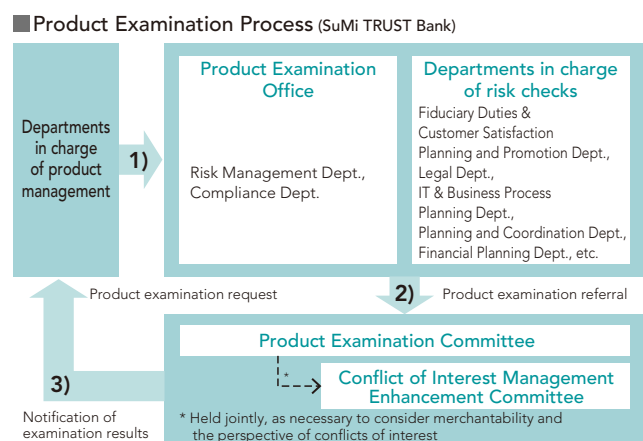 ■Product Examination Process (SuMi TRUST Bank)
Departments
in charge
of product
management
1)
Product Examination
Office
Risk Management Dept.,
Compliance Dept.
Departments in charge
of risk checks
Fiduciary Duties &
Customer Satisfaction
Planning and Promotion Dept.,
Legal Dept.,
IT & Business Process
Planning Dept.,
Planning and Coordination Dept.,
Financial Planning Dept., etc.
Product examination request
2)
Product examination referral
Product Examination Committee
*
Conflict of Interest Management
Enhancement Committee
3)
Notification of
examination results
* Held jointly, as necessary to consider merchantability and
the perspective of conflicts of interest